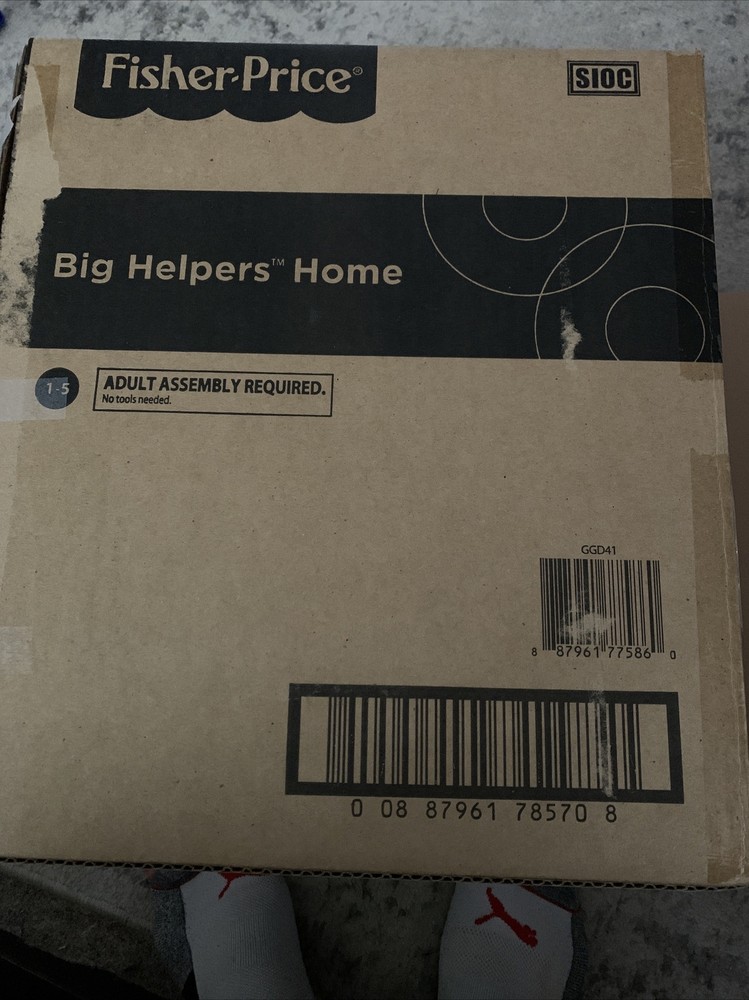 Fisher-Price®
SIOC
Big Helpers™ Home
1-5
ADULT ASSEMBLY REQUIRED.
No tools needed.
GGD41
8 87961 77586 0
0 08 87961 78570 8